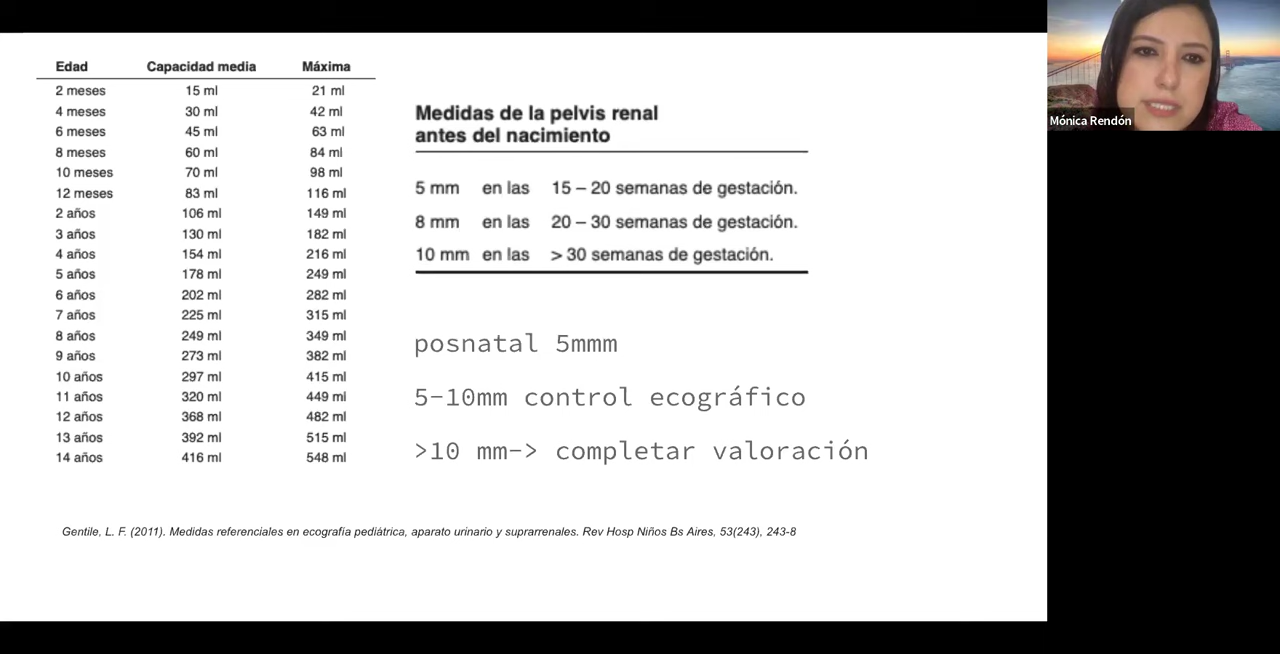 Edad Capacidad media Máxima
2 meses 15 ml 21 ml
4 meses 30 ml 42 ml
6 meses 45 ml 63 ml
8 meses 60 ml 84 ml
10 meses 70 ml 98 ml
12 meses 83 ml 116 ml
2 años 106 ml 149 ml
3 años 130 ml 182 ml
4 años 154 ml 216 ml
5 años 178 ml 249 ml
6 años 202 ml 282 ml
7 años 225 ml 315 ml
8 años 249 ml 349 ml
9 años 273 ml 382 ml
10 años 297 ml 415 ml
11 años 320 ml 449 ml
12 años 368 ml 482 ml
13 años 392 ml 515 ml
14 años 416 ml 548 ml
Medidas de la pelvis renal
antes del nacimiento
5 mm en las 15 – 20 semanas de gestación.
8 mm en las 20 – 30 semanas de gestación.
10 mm en las > 30 semanas de gestación.
posnatal 5mmm
5-10mm control ecográfico
>10 mm-> completar valoración
Gentile, L. F. (2011). Medidas referenciales en ecografía pediátrica, aparato urinario y suprarrenales. Rev Hosp Niños Bs Aires, 53(243), 243-8
Mónica Rendón